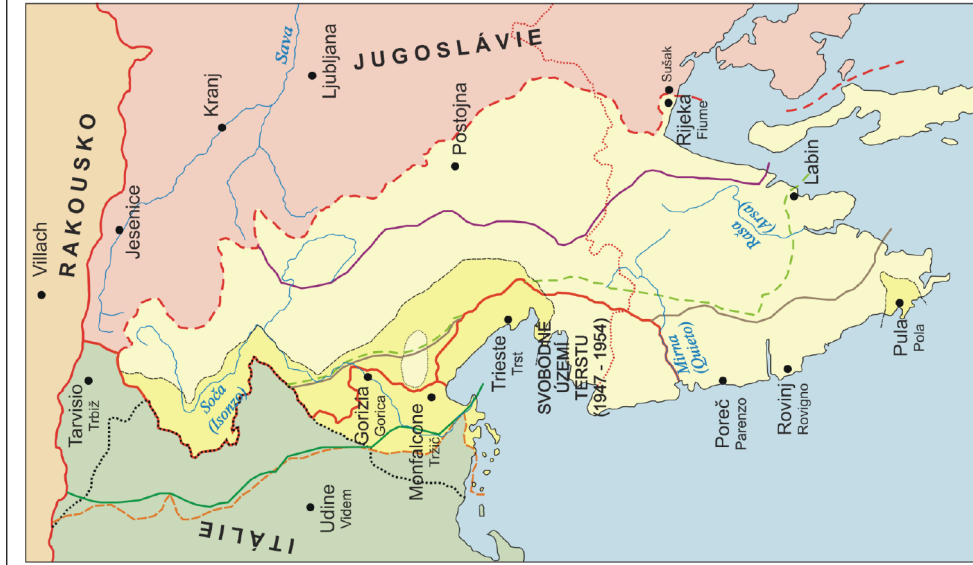 Villach
RAKOUSKO
Tarvisio
Trbiž
Jesenice
Kranj
Soča
(Isonzo)
ITÁLIE
Sava
Udine
Videm
Ljubljana
Gorizia
Gorica
JUGOSLÁVIE
Monfalcone
Tržič
Postojna
Trieste
Trst
SVOBODNÉ
ÚZEMÍ
TERSTU
(1947 - 1954)
Sušak
Rijeka
Fiume
Mirna
(Quieto)
Poreč
Parenzo
Raša
(Arsa)
Rovinj
Rovigno
Labin
Pula
Pola